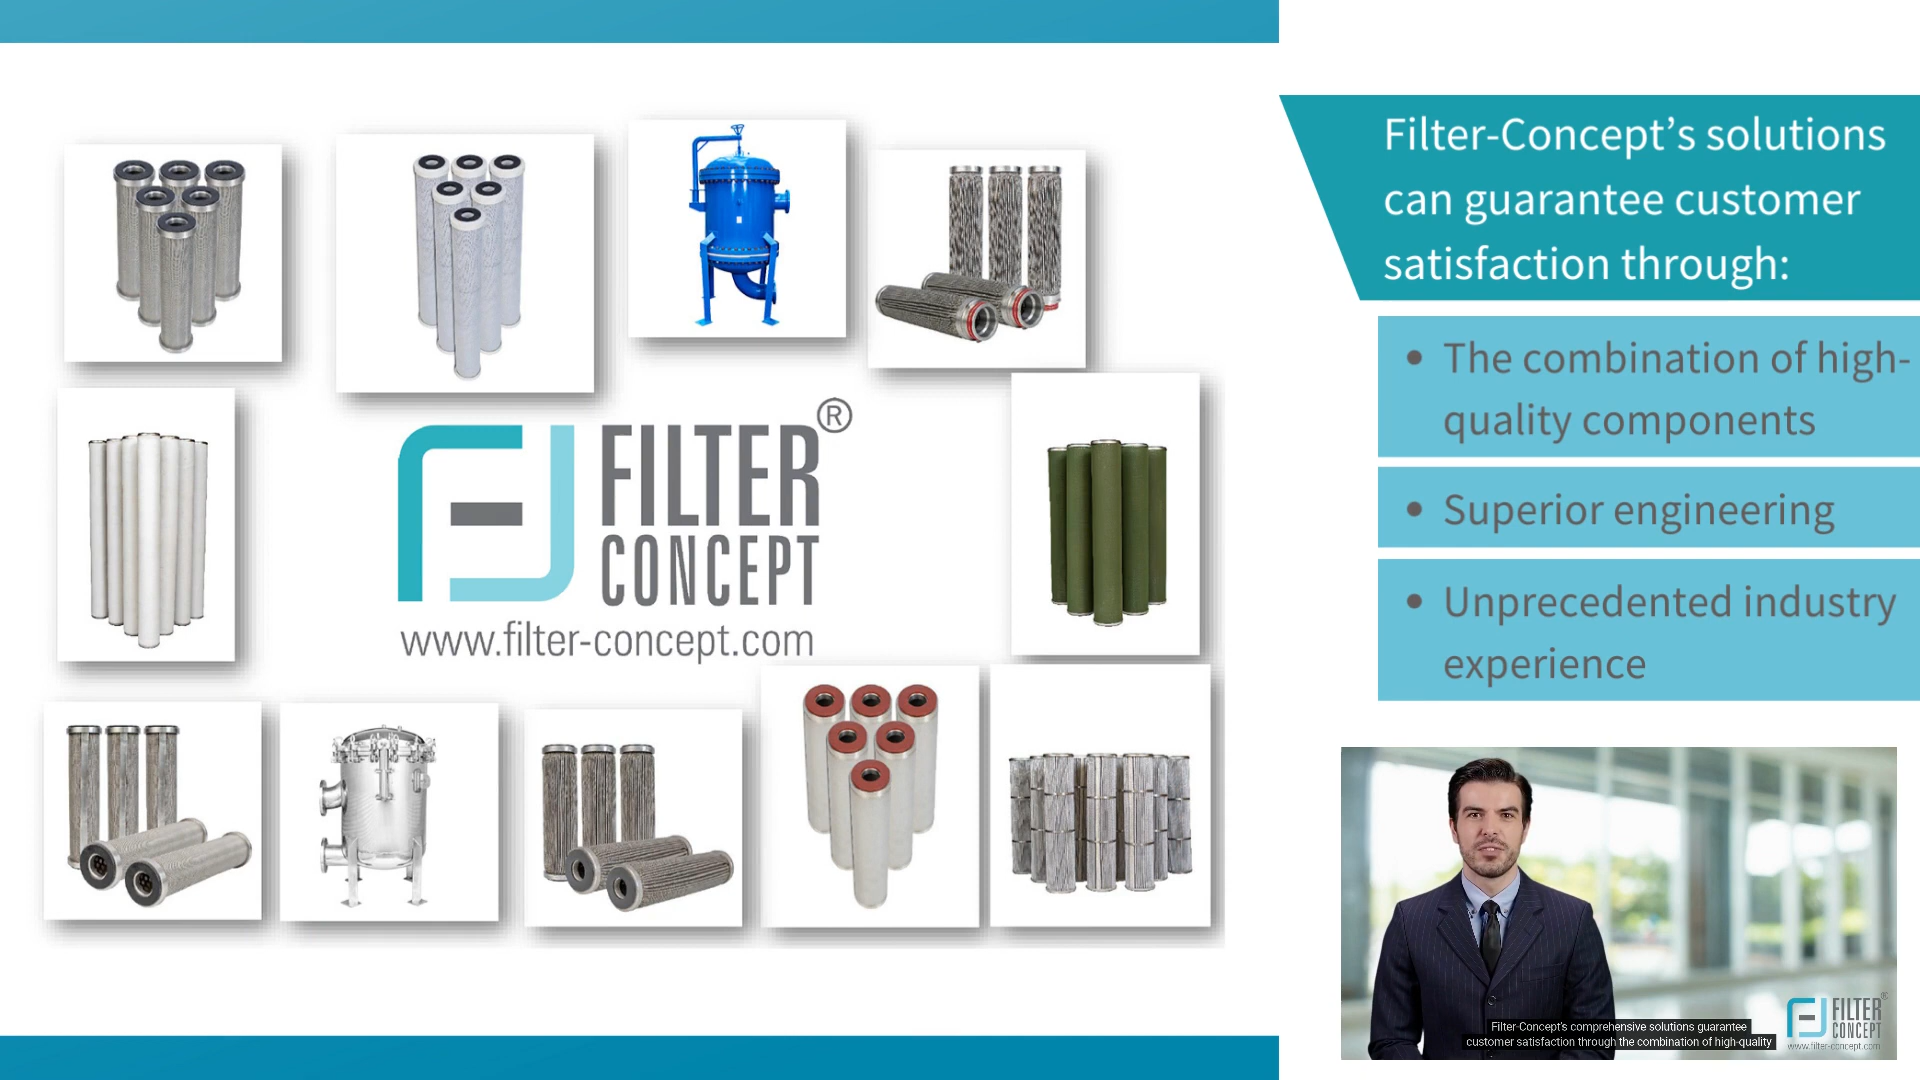 FILTER®
CONCEPT
www.filter-concept.com
Filter-Concept’s solutions
can guarantee customer
satisfaction through:
• The combination of high-
quality components
• Superior engineering
• Unprecedented industry
experience
Filter-Concept's comprehensive solutions guarantee
customer satisfaction through the combination of high-quality
FILTER®
CONCEPT
www.filter-concept.com